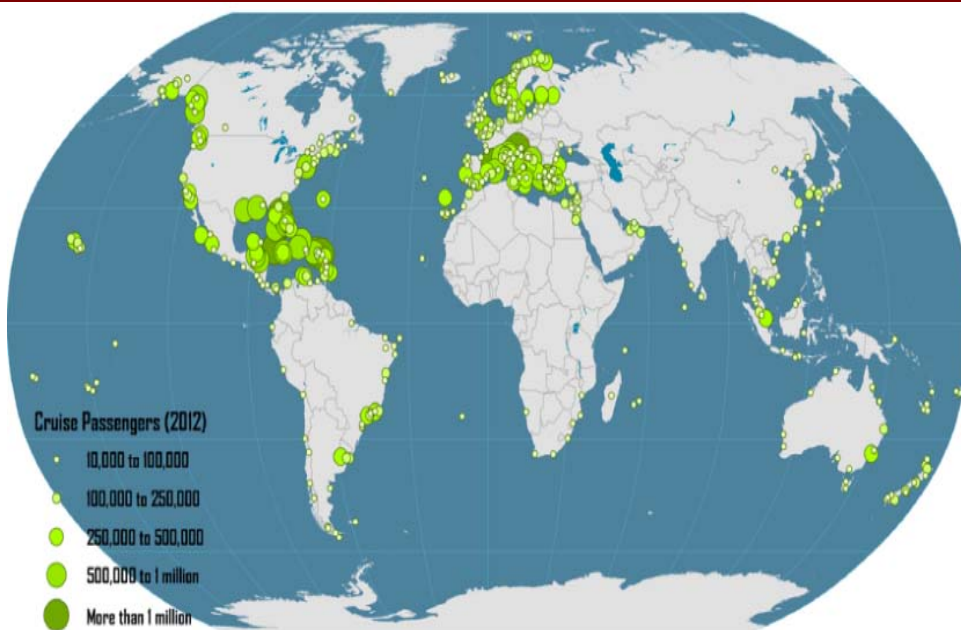 Cruise Passengers (2012)
10,000 to 100,000
100,000 to 250,000
250,000 to 500,000
500,000 to 1 million
More than 1 million